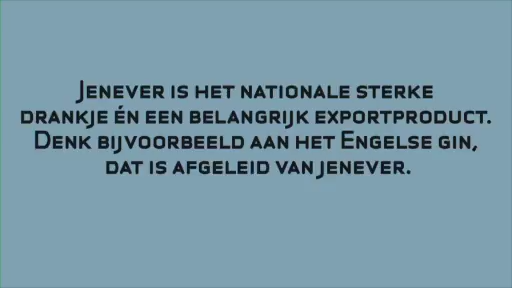 Jenever is het nationale sterke
drankje én een belangrijk exportproduct.
Denk bijvoorbeeld aan het Engelse gin,
dat is afgeleid van jenever.